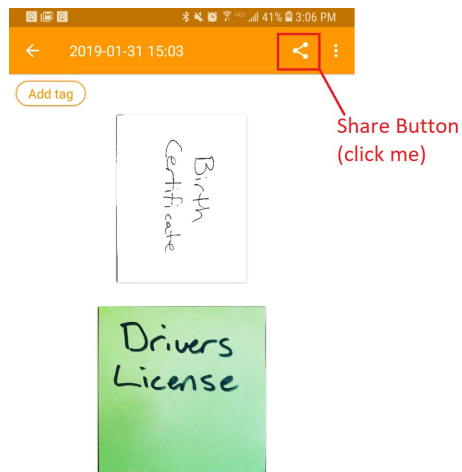 41% 3:06 PM
2019-01-31 15:03
Add tag
Share Button
(click me)
Birth
Certificate
Drivers
License